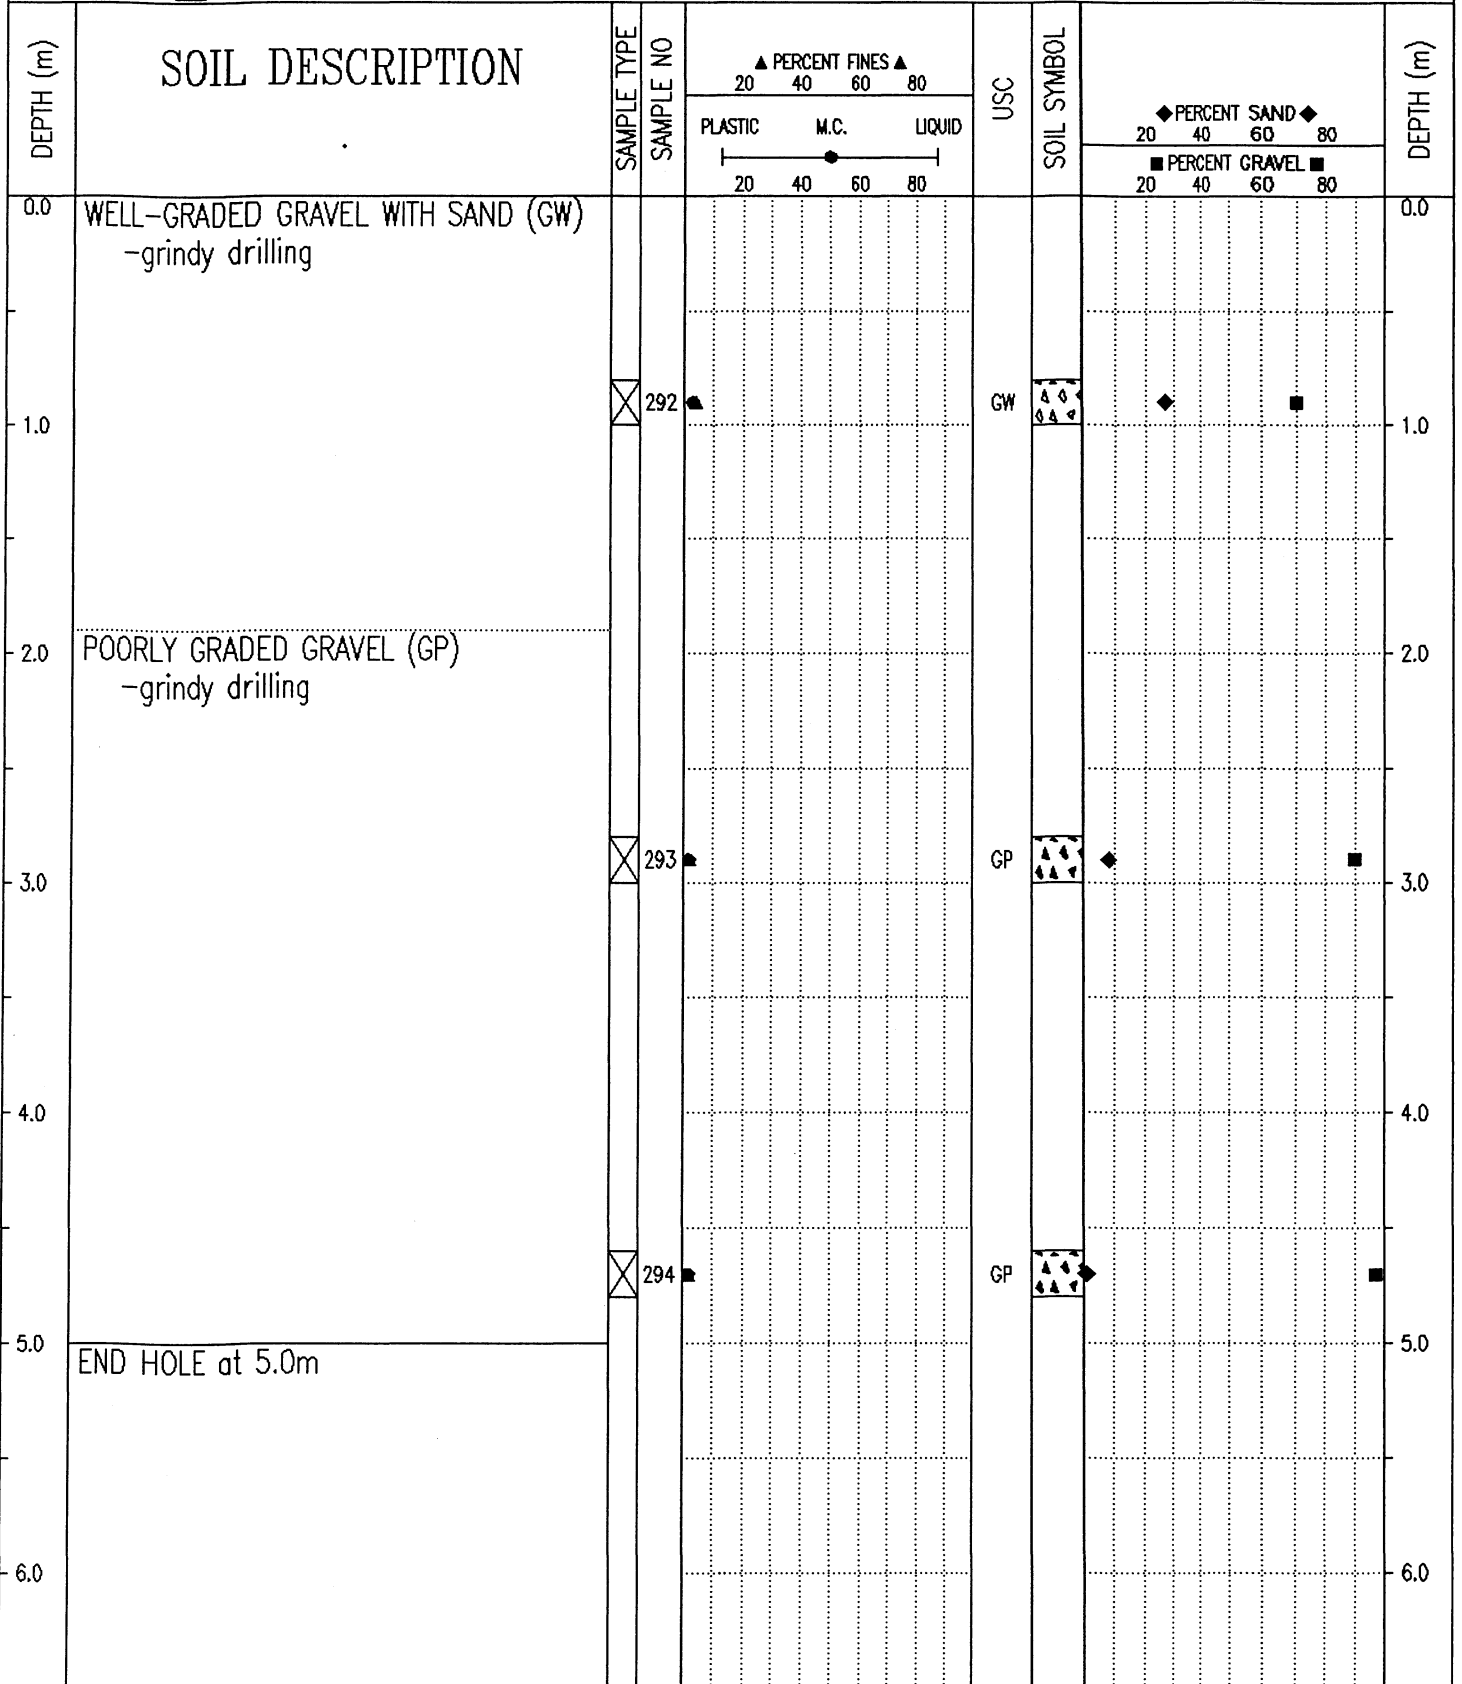 DEPTH (m)
SOIL DESCRIPTION
SAMPLE TYPE
SAMPLE NO
▲ PERCENT FINES ▲
20 40 60 80
PLASTIC M.C. LIQUID
20 40 60 80
USC
SOIL SYMBOL
◆PERCENT SAND◆
20 40 60 80
■ PERCENT GRAVEL ■
20 40 60 80
DEPTH (m)
0.0 WELL-GRADED GRAVEL WITH SAND (GW) 0.0
-grindy drilling
292 GW
1.0 1.0
2.0 POORLY GRADED GRAVEL (GP) 2.0
-grindy drilling
293 GP
3.0 3.0
4.0 4.0
294 GP
5.0 5.0
END HOLE at 5.0m
6.0 6.0